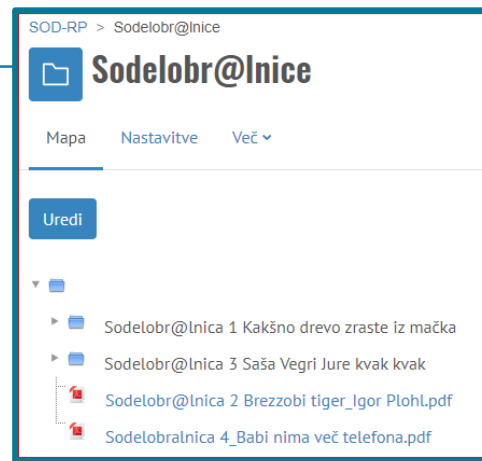 SOD-RP > Sodelobr@lnice
Sodelobr@lnice
Mapa Nastavitve Več
Uredi
Sodelobr@lnica 1 Kakšno drevo zraste iz mačka
Sodelobr@lnica 3 Saša Vegri Jure kvak kvak
Sodelobr@lnica 2 Brezzobi tiger_Igor Plohl.pdf
Sodelobralnica 4_Babi nima več telefona.pdf